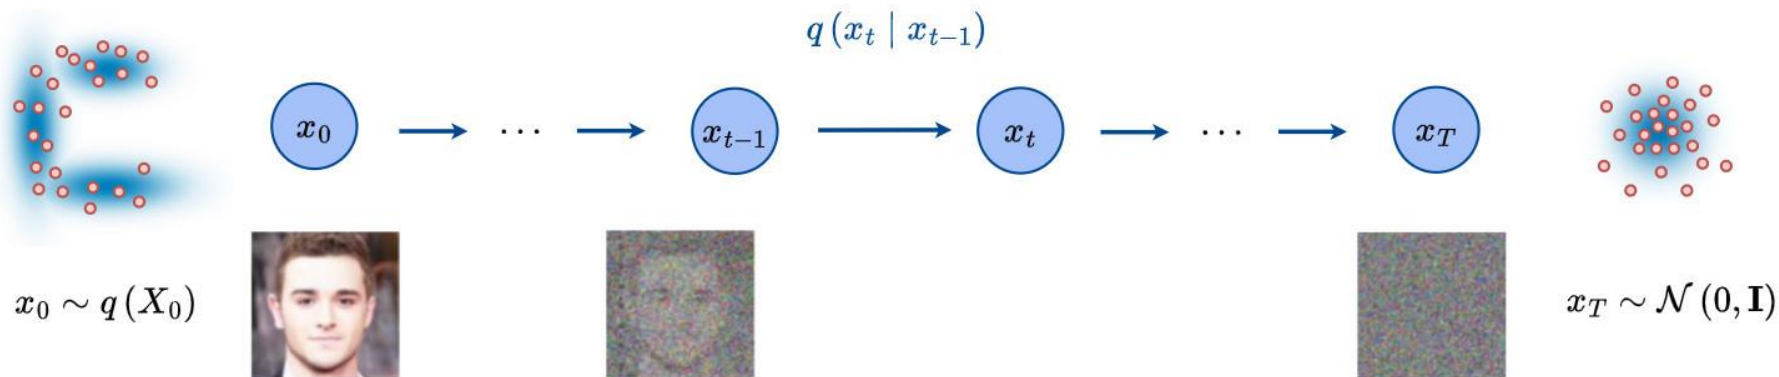 q(x_t | x_{t−1})
x_0 ... x_{t−1} x_t ... x_T
x_0 ∼ q(X_0)
x_T ∼ 𝒩(0, 𝐈)